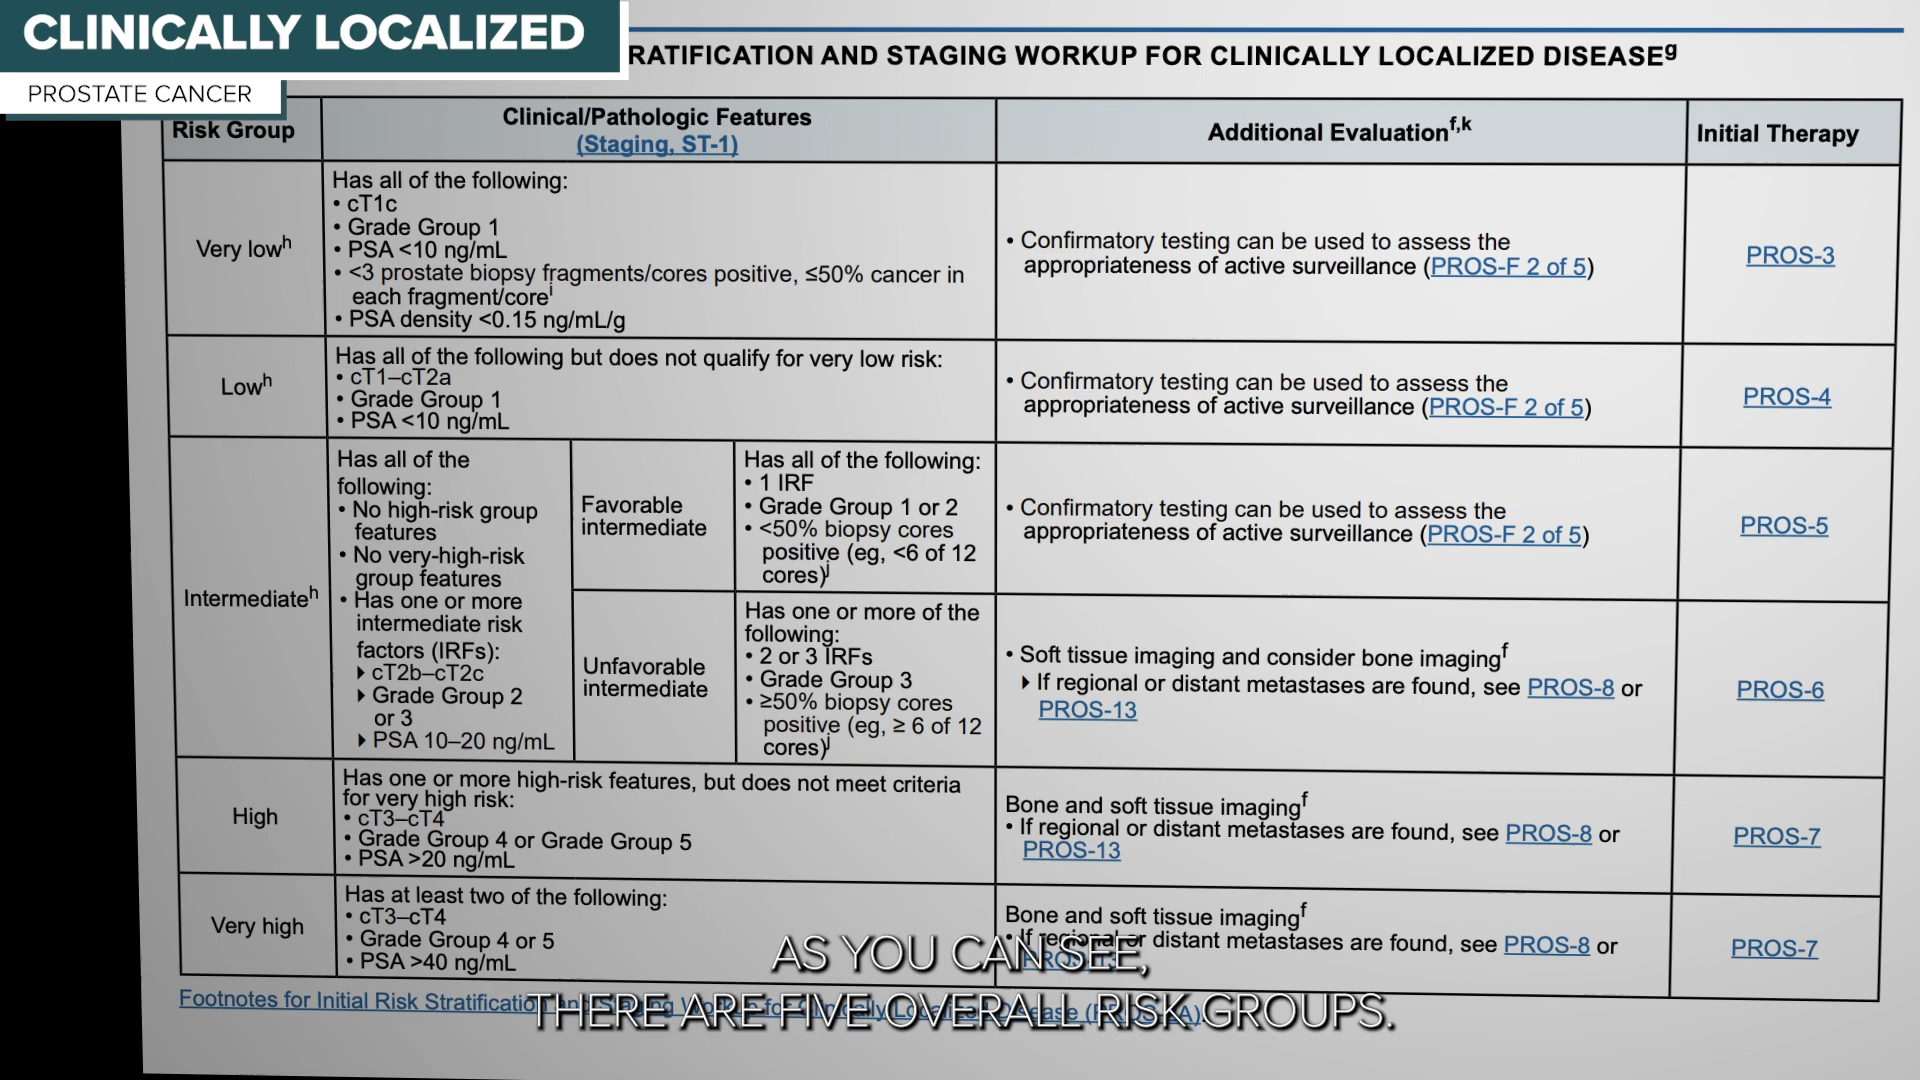 CLINICALLY LOCALIZED
PROSTATE CANCER
RATIFICATION AND STAGING WORKUP FOR CLINICALLY LOCALIZED DISEASEg
Risk Group
Clinical/Pathologic Features
(Staging, ST-1)
Additional Evaluationf,k
Initial Therapy
Very lowh
Has all of the following:
• cT1c
• Grade Group 1
• PSA <10 ng/mL
• <3 prostate biopsy fragments/cores positive, ≤50% cancer in
each fragment/corei
• PSA density <0.15 ng/mL/g
• Confirmatory testing can be used to assess the
appropriateness of active surveillance (PROS-F 2 of 5)
PROS-3
Lowh
Has all of the following but does not qualify for very low risk:
• cT1–cT2a
• Grade Group 1
• PSA <10 ng/mL
• Confirmatory testing can be used to assess the
appropriateness of active surveillance (PROS-F 2 of 5)
PROS-4
Intermediateh
Has all of the
following:
• No high-risk group
features
• No very-high-risk
group features
• Has one or more
intermediate risk
factors (IRFs):
▸ cT2b–cT2c
▸ Grade Group 2
or 3
▸ PSA 10–20 ng/mL
Favorable
intermediate
Has all of the following:
• 1 IRF
• Grade Group 1 or 2
• <50% biopsy cores
positive (eg, <6 of 12
cores)j
• Confirmatory testing can be used to assess the
appropriateness of active surveillance (PROS-F 2 of 5)
PROS-5
Unfavorable
intermediate
Has one or more of the
following:
• 2 or 3 IRFs
• Grade Group 3
• ≥50% biopsy cores
positive (eg, ≥ 6 of 12
cores)j
• Soft tissue imaging and consider bone imagingf
▸ If regional or distant metastases are found, see PROS-8 or
PROS-13
PROS-6
High
Has one or more high-risk features, but does not meet criteria
for very high risk:
• cT3–cT4
• Grade Group 4 or Grade Group 5
• PSA >20 ng/mL
Bone and soft tissue imagingf
• If regional or distant metastases are found, see PROS-8 or
PROS-13
PROS-7
Very high
Has at least two of the following:
• cT3–cT4
• Grade Group 4 or 5
• PSA >40 ng/mL
Bone and soft tissue imagingf
• If regional or distant metastases are found, see PROS-8 or
PROS-7
Footnotes for Initial Risk Stratification
AS YOU CAN SEE,
THERE ARE FIVE OVERALL RISK GROUPS.